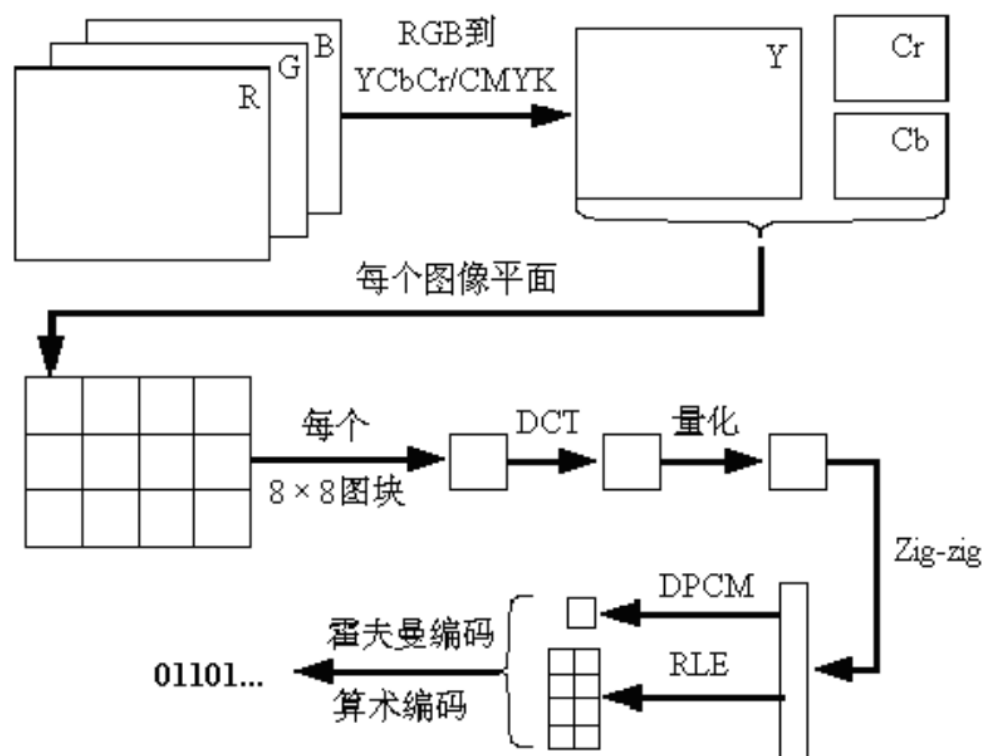 B
G
R
RGB到
YCbCr/CMYK
Y
Cr
Cb
每个图像平面
每个
8×8图块
DCT
量化
Zig-zig
DPCM
RLE
霍夫曼编码
算术编码
01101...